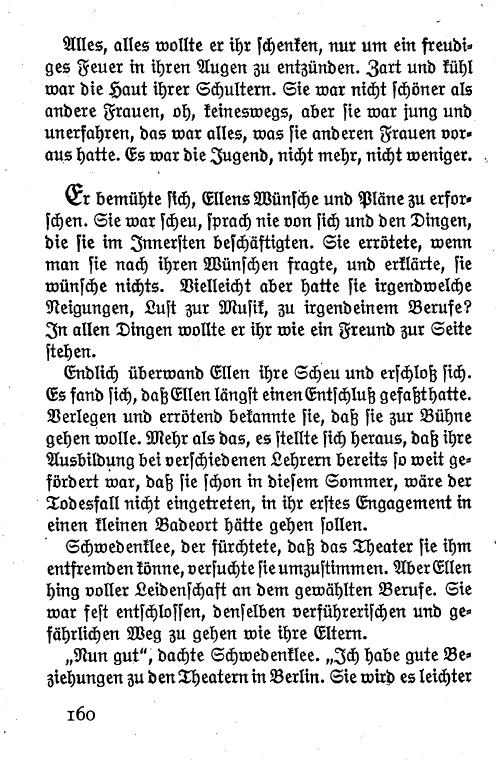 Alles, alles wollte er ihr schenken, nur um ein freudi-
ges Feuer in ihren Augen zu entzünden. Zart und kühl
war die Haut ihrer Schultern. Sie war nicht schöner als
andere Frauen, oh, keineswegs, aber sie war jung und
unerfahren, das war alles, was sie anderen Frauen vor-
aus hatte. Es war die Jugend, nicht mehr, nicht weniger.
Er bemühte sich, Ellens Wünsche und Pläne zu erfor-
schen. Sie war scheu, sprach nie von sich und den Dingen,
die sie im Innersten beschäftigten. Sie errötete, wenn
man sie nach ihren Wünschen fragte, und erklärte, sie
wünsche nichts. Vielleicht aber hatte sie irgendwelche
Neigungen, Lust zur Musik, zu irgendeinem Berufe?
In allen Dingen wollte er ihr wie ein Freund zur Seite
stehen.
Endlich überwand Ellen ihre Scheu und erschloß sich.
Es fand sich, daß Ellen längst einen Entschluß gefaßt hatte.
Verlegen und errötend bekannte sie, daß sie zur Bühne
gehen wolle. Mehr als das, es stellte sich heraus, daß ihre
Ausbildung bei verschiedenen Lehrern bereits so weit ge-
fördert war, daß sie schon in diesem Sommer, wäre der
Todesfall nicht eingetreten, in ihr erstes Engagement in
einen kleinen Badeort hätte gehen sollen.
Schwedenklee, der fürchtete, daß das Theater sie ihm
entfremden könne, versuchte sie umzustimmen. Aber Ellen
hing voller Leidenschaft an dem gewählten Berufe. Sie
war fest entschlossen, denselben verführerischen und ge-
fährlichen Weg zu gehen wie ihre Eltern.
„Nun gut“, dachte Schwedenklee. „Ich habe gute Be-
ziehungen zu den Theatern in Berlin. Sie wird es leichter
160